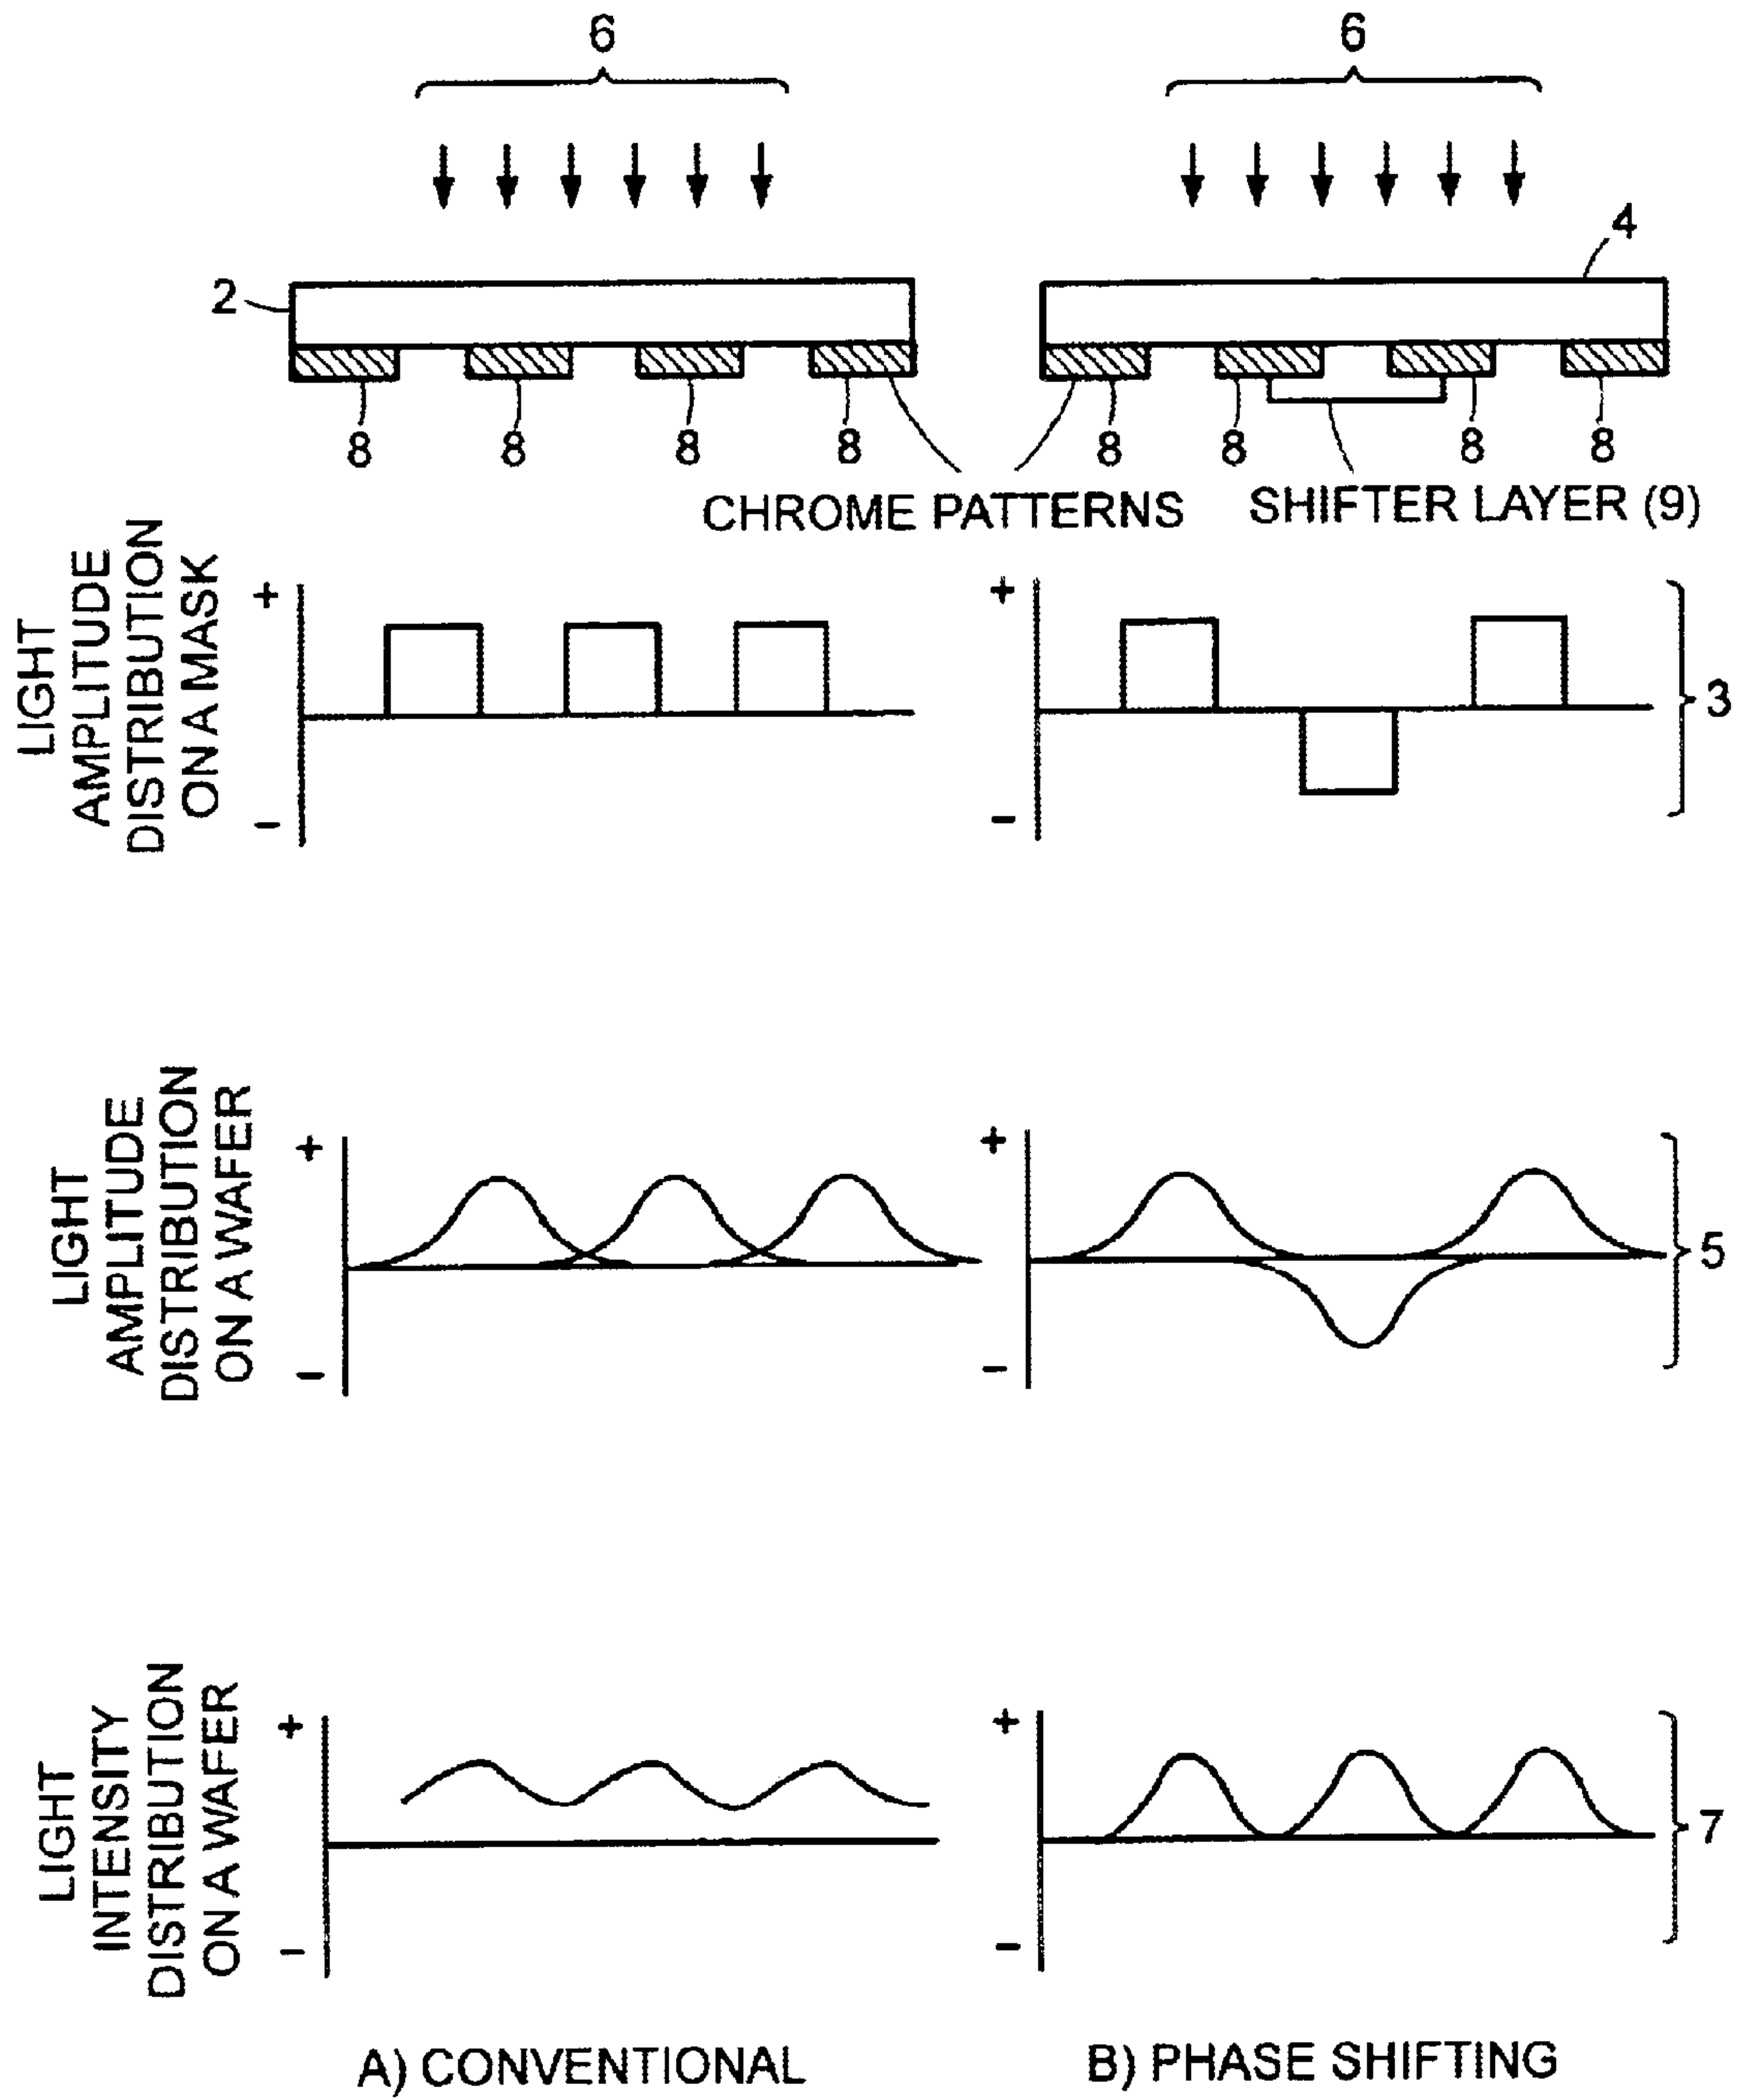 6 6
4
2
8 8 8 8 8 8 8 8
CHROME PATTERNS SHIFTER LAYER (9)
LIGHT
AMPLITUDE
DISTRIBUTION
ON A MASK
+ +
3
− −
LIGHT
AMPLITUDE
DISTRIBUTION
ON A WAFER
+ +
5
− −
LIGHT
INTENSITY
DISTRIBUTION
ON A WAFER
+ +
7
− −
A) CONVENTIONAL B) PHASE SHIFTING